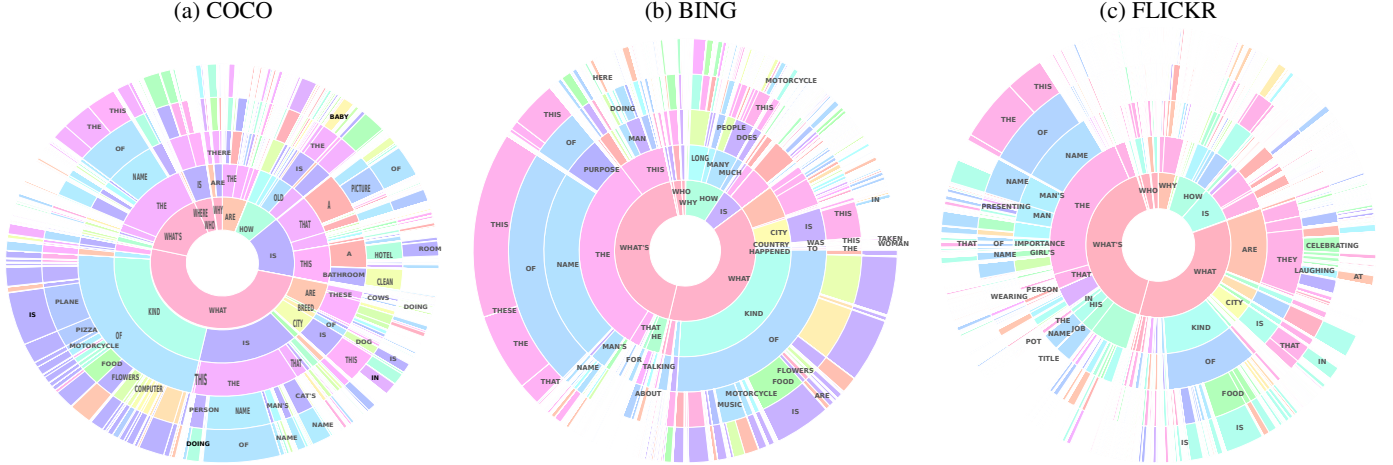 (a) COCO
(b) BING
(c) FLICKR
THIS
THE
OF
NAME
THE
WHAT'S
WHERE
WHO
WHY
IS
ARE
THERE
THE
ARE
HOW
OLD
IS
THE
BABY
THAT
A
PICTURE
OF
IS
THIS
A
HOTEL
ROOM
BATHROOM
CLEAN
THESE
COWS
DOING
ARE
BREED
CITY
OF
IS
DOG
IS
THIS
IN
WHAT
KIND
OF
IS
PLANE
PIZZA
MOTORCYCLE
FOOD
FLOWERS
COMPUTER
IS
THIS
THE
THAT
PERSON
DOING
NAME
OF
MAN'S
NAME
CAT'S
NAME
HERE
DOING
MAN
THIS
THIS
OF
PURPOSE
THIS
OF
NAME
THE
WHAT'S
THESE
THE
THAT
MAN'S
NAME
THAT
HE
FOR
TALKING
ABOUT
WHO
WHY
HOW
IS
LONG
MANY
MUCH
PEOPLE
DOES
THIS
MOTORCYCLE
CITY
IS
THIS
IN
COUNTRY
HAPPENED
WAS
TO
THIS
THE
TAKEN
WOMAN
WHAT
KIND
OF
FLOWERS
FOOD
MOTORCYCLE
MUSIC
ARE
IS
THIS
THE
OF
NAME
NAME
MAN'S
PRESENTING
MAN
THE
WHAT'S
THAT
OF
IMPORTANCE
NAME
GIRL'S
THAT
PERSON
WEARING
IN
HIS
THE
NAME
JOB
POT
TITLE
WHO
WHY
HOW
IS
ARE
THEY
CELEBRATING
LAUGHING
AT
WHAT
CITY
IS
THAT
IN
KIND
OF
FOOD
IS
IS